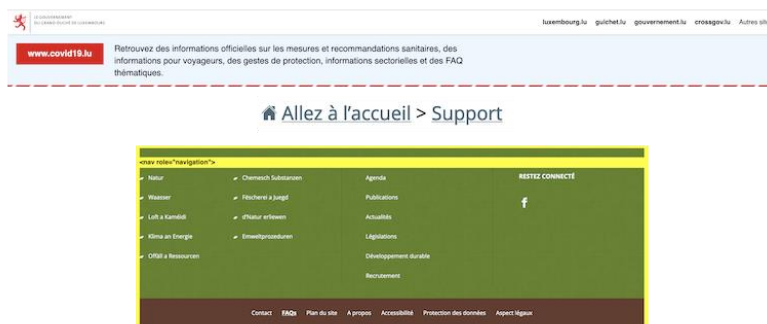 LE GOUVERNEMENT
DU GRAND-DUCHÉ DE LUXEMBOURG
luxembourg.lu guichet.lu gouvernement.lu crossgov.lu Autres sit
www.covid19.lu
Retrouvez des informations officielles sur les mesures et recommandations sanitaires, des
informations pour voyageurs, des gestes de protection, informations sectorielles et des FAQ
thématiques.
Allez à l'accueil > Support
<nav role="navigation">
Natur Chemesch Substanzen Agenda RESTEZ CONNECTÉ
Waasser Fëscherei a Juegd Publications
Loft a Kaméidi d'Natur erliewen Actualités
Klima an Energie Emweltprozeduren Législations
Offäll a Ressourcen Développement durable
Recrutement
Contact FAQs Plan du site A propos Accessibilité Protection des données Aspect légaux